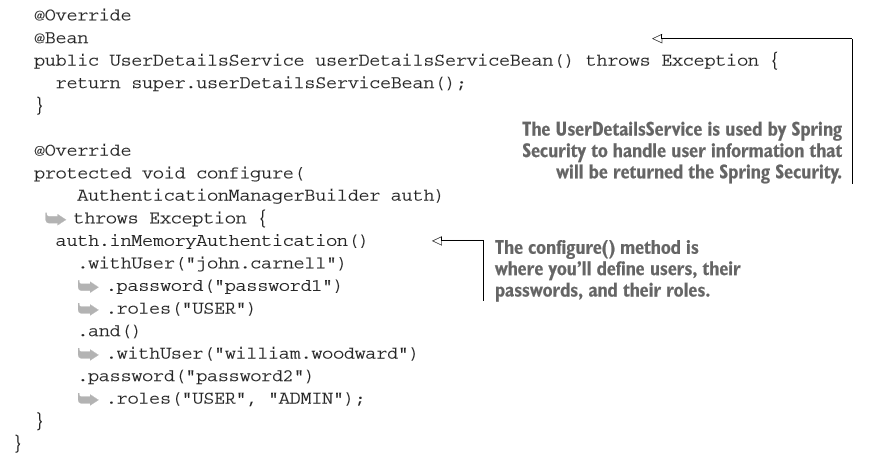 @Override
@Bean
public UserDetailsService userDetailsServiceBean() throws Exception {
return super.userDetailsServiceBean();
}
The UserDetailsService is used by Spring
Security to handle user information that
will be returned the Spring Security.
@Override
protected void configure(
AuthenticationManagerBuilder auth)
throws Exception {
auth.inMemoryAuthentication()
.withUser("john.carnell")
.password("password1")
.roles("USER")
.and()
.withUser("william.woodward")
.password("password2")
.roles("USER", "ADMIN");
}
}
The configure() method is
where you'll define users, their
passwords, and their roles.